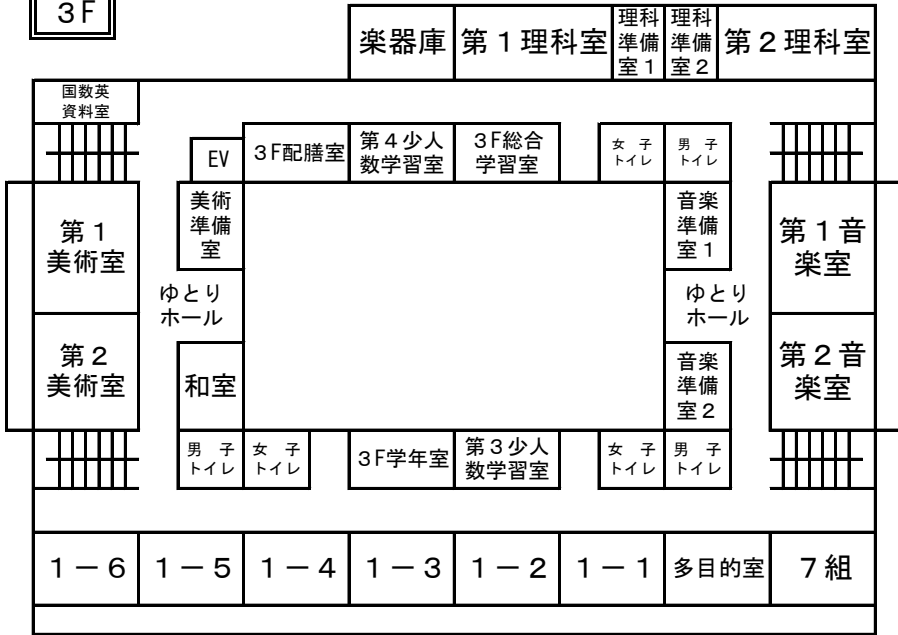 3F
楽器庫
第1理科室
理科
準備
室1
理科
準備
室2
第2理科室
国数英
資料室
EV
3F配膳室
第4少人
数学習室
3F総合
学習室
女子
トイレ
男子
トイレ
第1
美術室
美術
準備
室
音楽
準備
室1
第1音
楽室
ゆとり
ホール
ゆとり
ホール
第2
美術室
和室
音楽
準備
室2
第2音
楽室
男子
トイレ
女子
トイレ
3F学年室
第3少人
数学習室
女子
トイレ
男子
トイレ
1-6
1-5
1-4
1-3
1-2
1-1
多目的室
7組